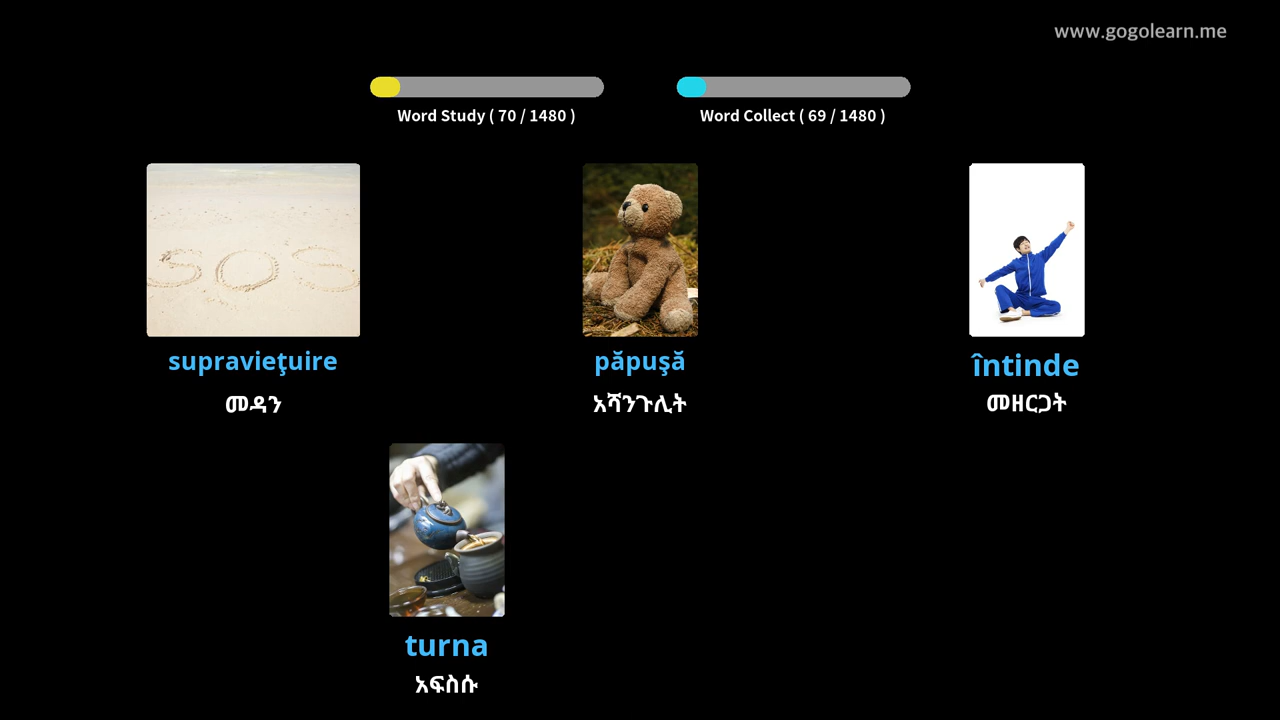 www.gogolearn.me
Word Study ( 70 / 1480 )
Word Collect ( 69 / 1480 )
SOS
supravieţuire
păpuşă
întinde
መዳን
አሻንጉሊት
መዘርጋት
turna
አፍስሱ